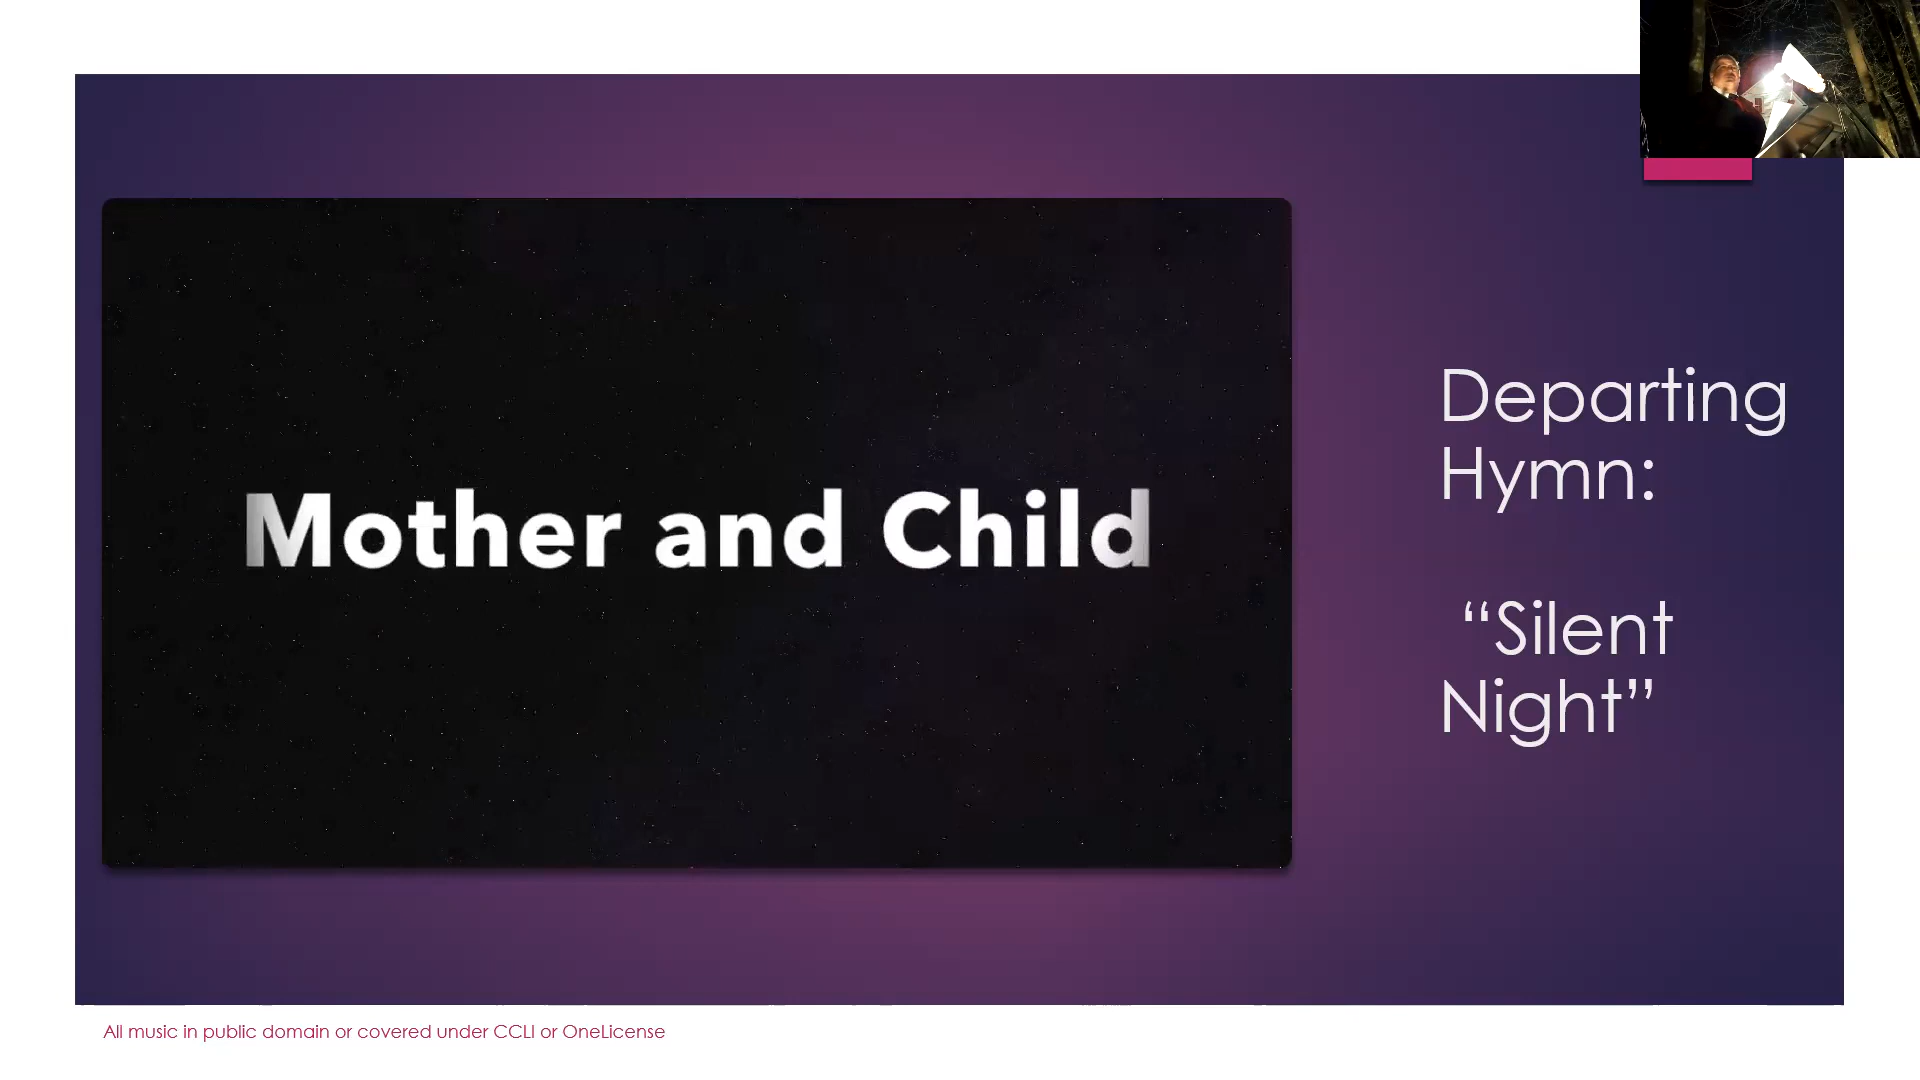 Mother and Child
Departing
Hymn:
“Silent
Night”
All music in public domain or covered under CCLI or OneLicense